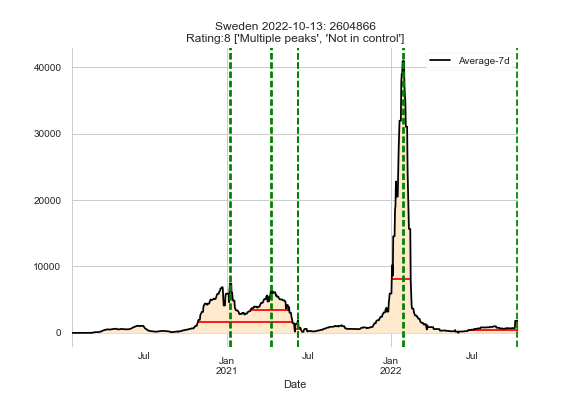 Sweden 2022-10-13: 2604866
Rating:8 ['Multiple peaks', 'Not in control']
Average-7d
40000
30000
20000
10000
0
Jul
Jan
2021
Jul
Jan
2022
Jul
Date